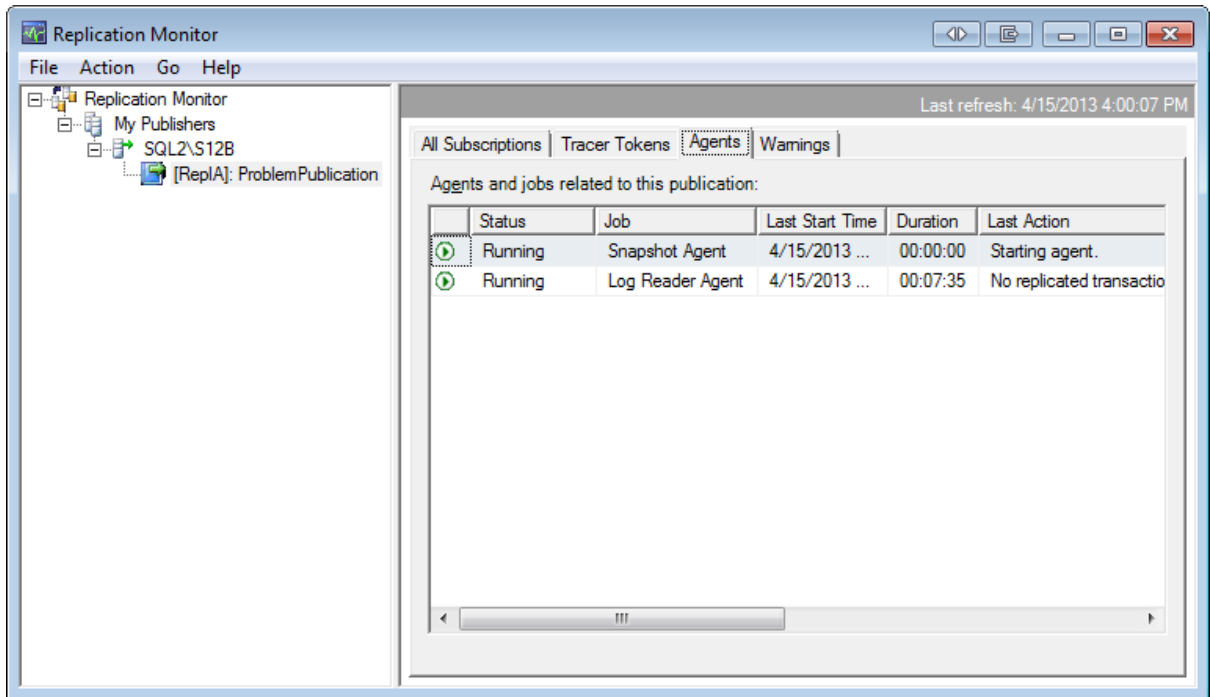 Replication Monitor
File Action Go Help
Replication Monitor
My Publishers
SQL2\S12B
[ReplA]: ProblemPublication
Last refresh: 4/15/2013 4:00:07 PM
All Subscriptions Tracer Tokens Agents Warnings
Agents and jobs related to this publication:
Status Job Last Start Time Duration Last Action
Running Snapshot Agent 4/15/2013 ... 00:00:00 Starting agent.
Running Log Reader Agent 4/15/2013 ... 00:07:35 No replicated transactio